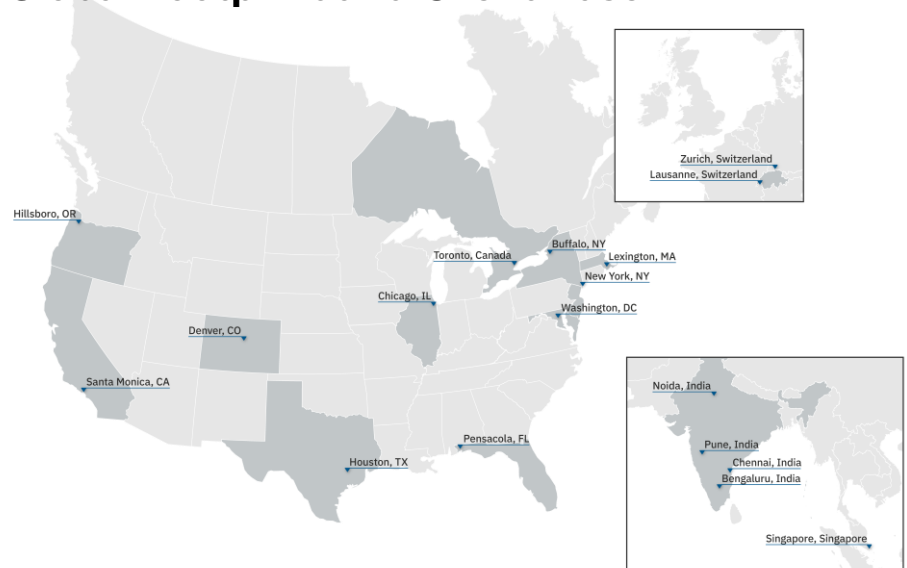 Zurich, Switzerland
Lausanne, Switzerland
Hillsboro, OR
Buffalo, NY
Toronto, Canada
Lexington, MA
New York, NY
Chicago, IL
Washington, DC
Denver, CO
Santa Monica, CA
Noida, India
Pensacola, FL
Pune, India
Houston, TX
Chennai, India
Bengaluru, India
Singapore, Singapore